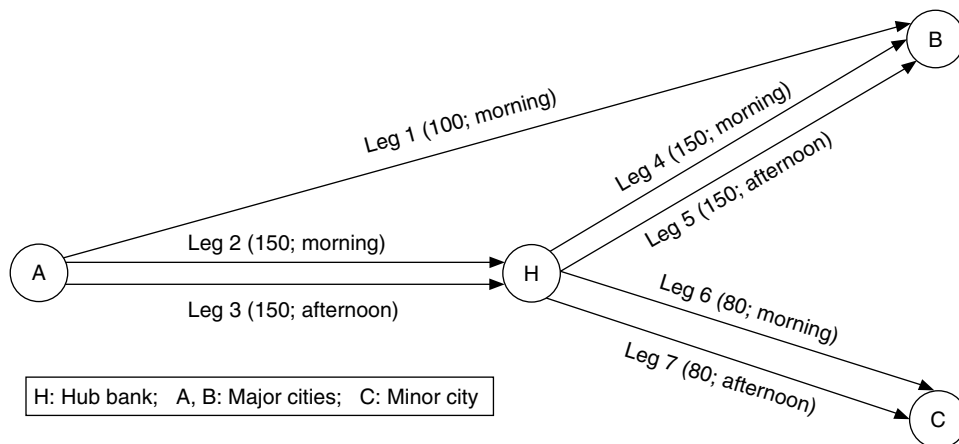 B
Leg 1 (100; morning)
Leg 4 (150; morning)
Leg 5 (150; afternoon)
Leg 2 (150; morning)
A
H
Leg 3 (150; afternoon)
Leg 6 (80; morning)
Leg 7 (80; afternoon)
H: Hub bank; A, B: Major cities; C: Minor city
C